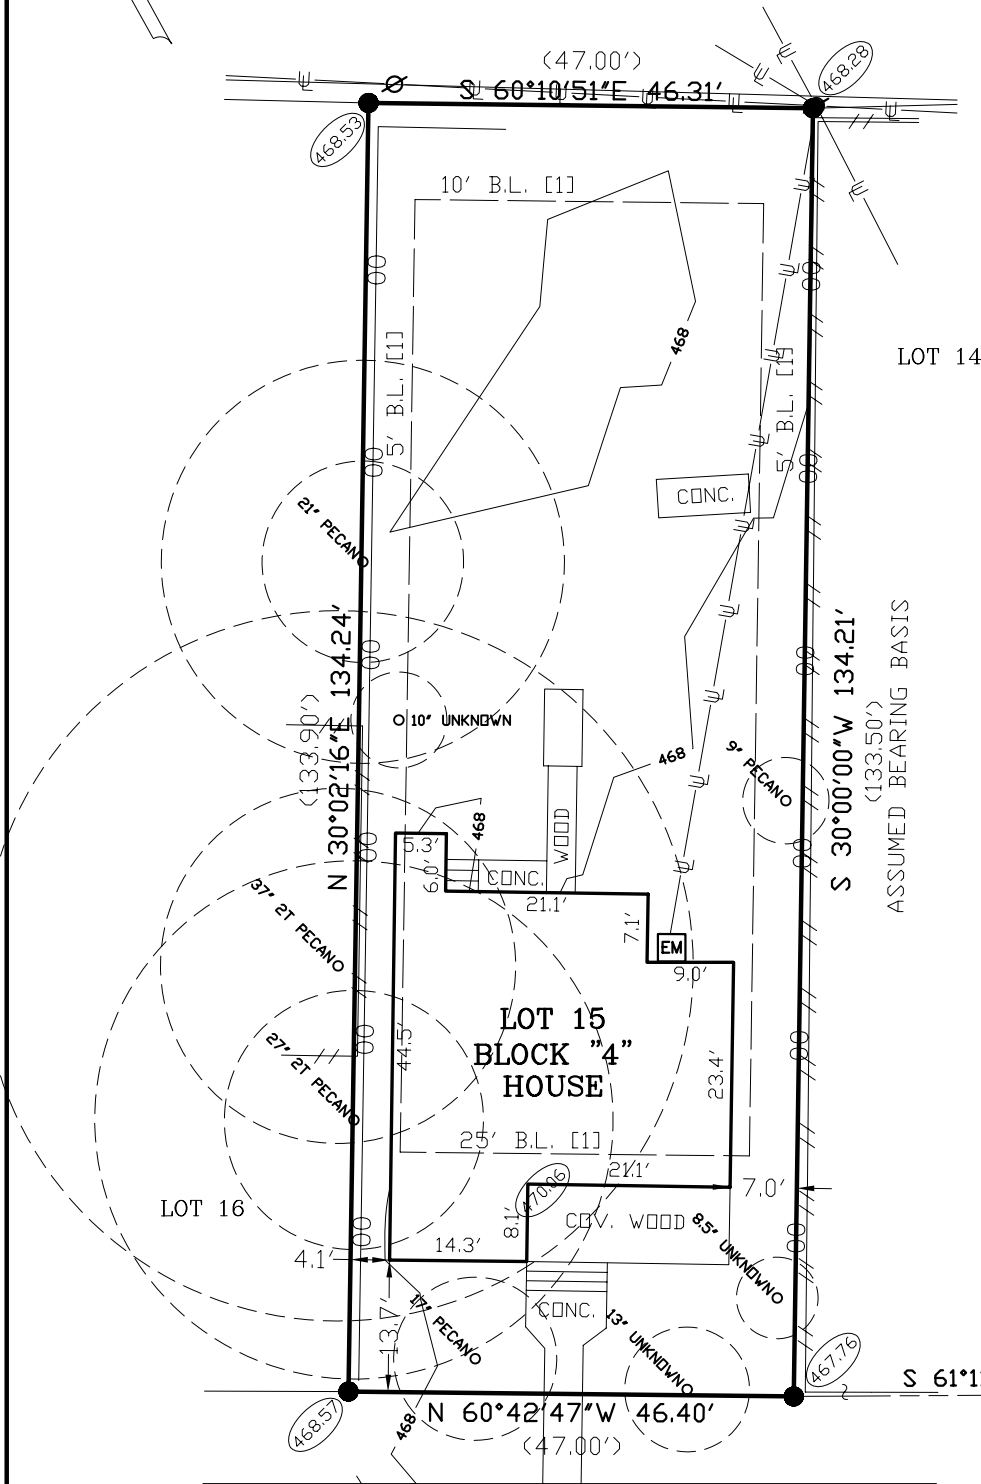 (47.00')
S 60°10'51"E 46.31'
468.28
468.53
10' B.L. [1]
468
LOT 14
5' B.L. [1]
5' B.L. [1]
CONC.
21" PECAN
N 30°02'16"E 134.24'
(133.90')
S 30°00'00"W 134.21'
(133.50')
ASSUMED BEARING BASIS
10" UNKNOWN
468
9" PECAN
WOOD
468
5.3'
6.0'
CONC.
21.1'
7.1'
EM
9.0'
37" 2T PECAN
LOT 15
BLOCK "4"
HOUSE
44.5'
23.4'
27" 2T PECAN
25' B.L. [1]
21.1'
470.06
7.0'
LOT 16
8.1'
COV. WOOD
8.5" UNKNOWN
14.3'
4.1'
13.7'
17" PECAN
CONC.
13" UNKNOWN
467.76
S 61°1
468.57
468
N 60°42'47"W 46.40'
(47.00')